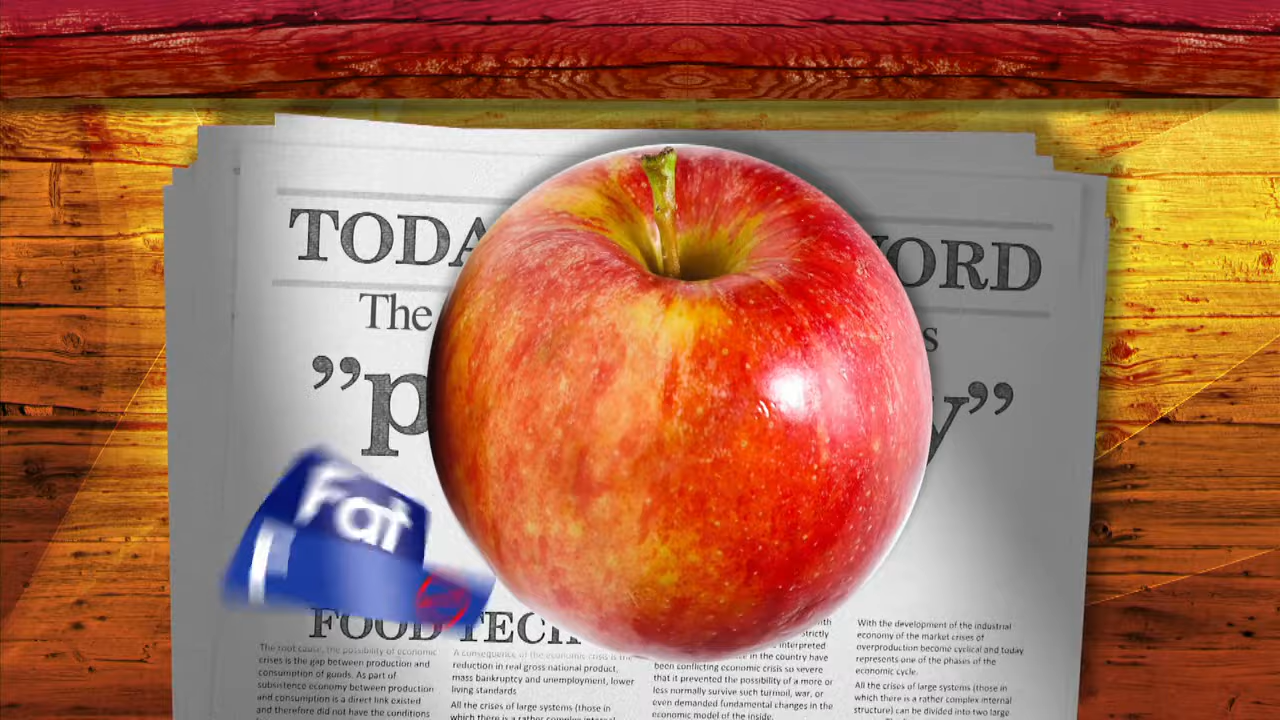 TODA ORD
The s
”p y”
Fat
FOOD TECH
The root cause, the possibility of economic
crises is the gap between production and
consumption of goods. As part of
subsistence economy between production
and consumption is a direct link existed
and therefore did not have the conditions
A consequence of the economic crisis is the
reduction in real gross national product,
mass bankruptcy and unemployment, lower
living standards
All the crises of large systems (those in
which there is a rather complex internal
strictly
interpreted
in the country have
been conflicting economic crisis so severe
that it prevented the possibility of a more or
less normally survive such turmoil, war, or
even demanded fundamental changes in the
economic model of the inside.
With the development of the industrial
economy of the market crises of
overproduction become cyclical and today
represents one of the phases of the
economic cycle.
All the crises of large systems (those in
which there is a rather complex internal
structure) can be divided into two large